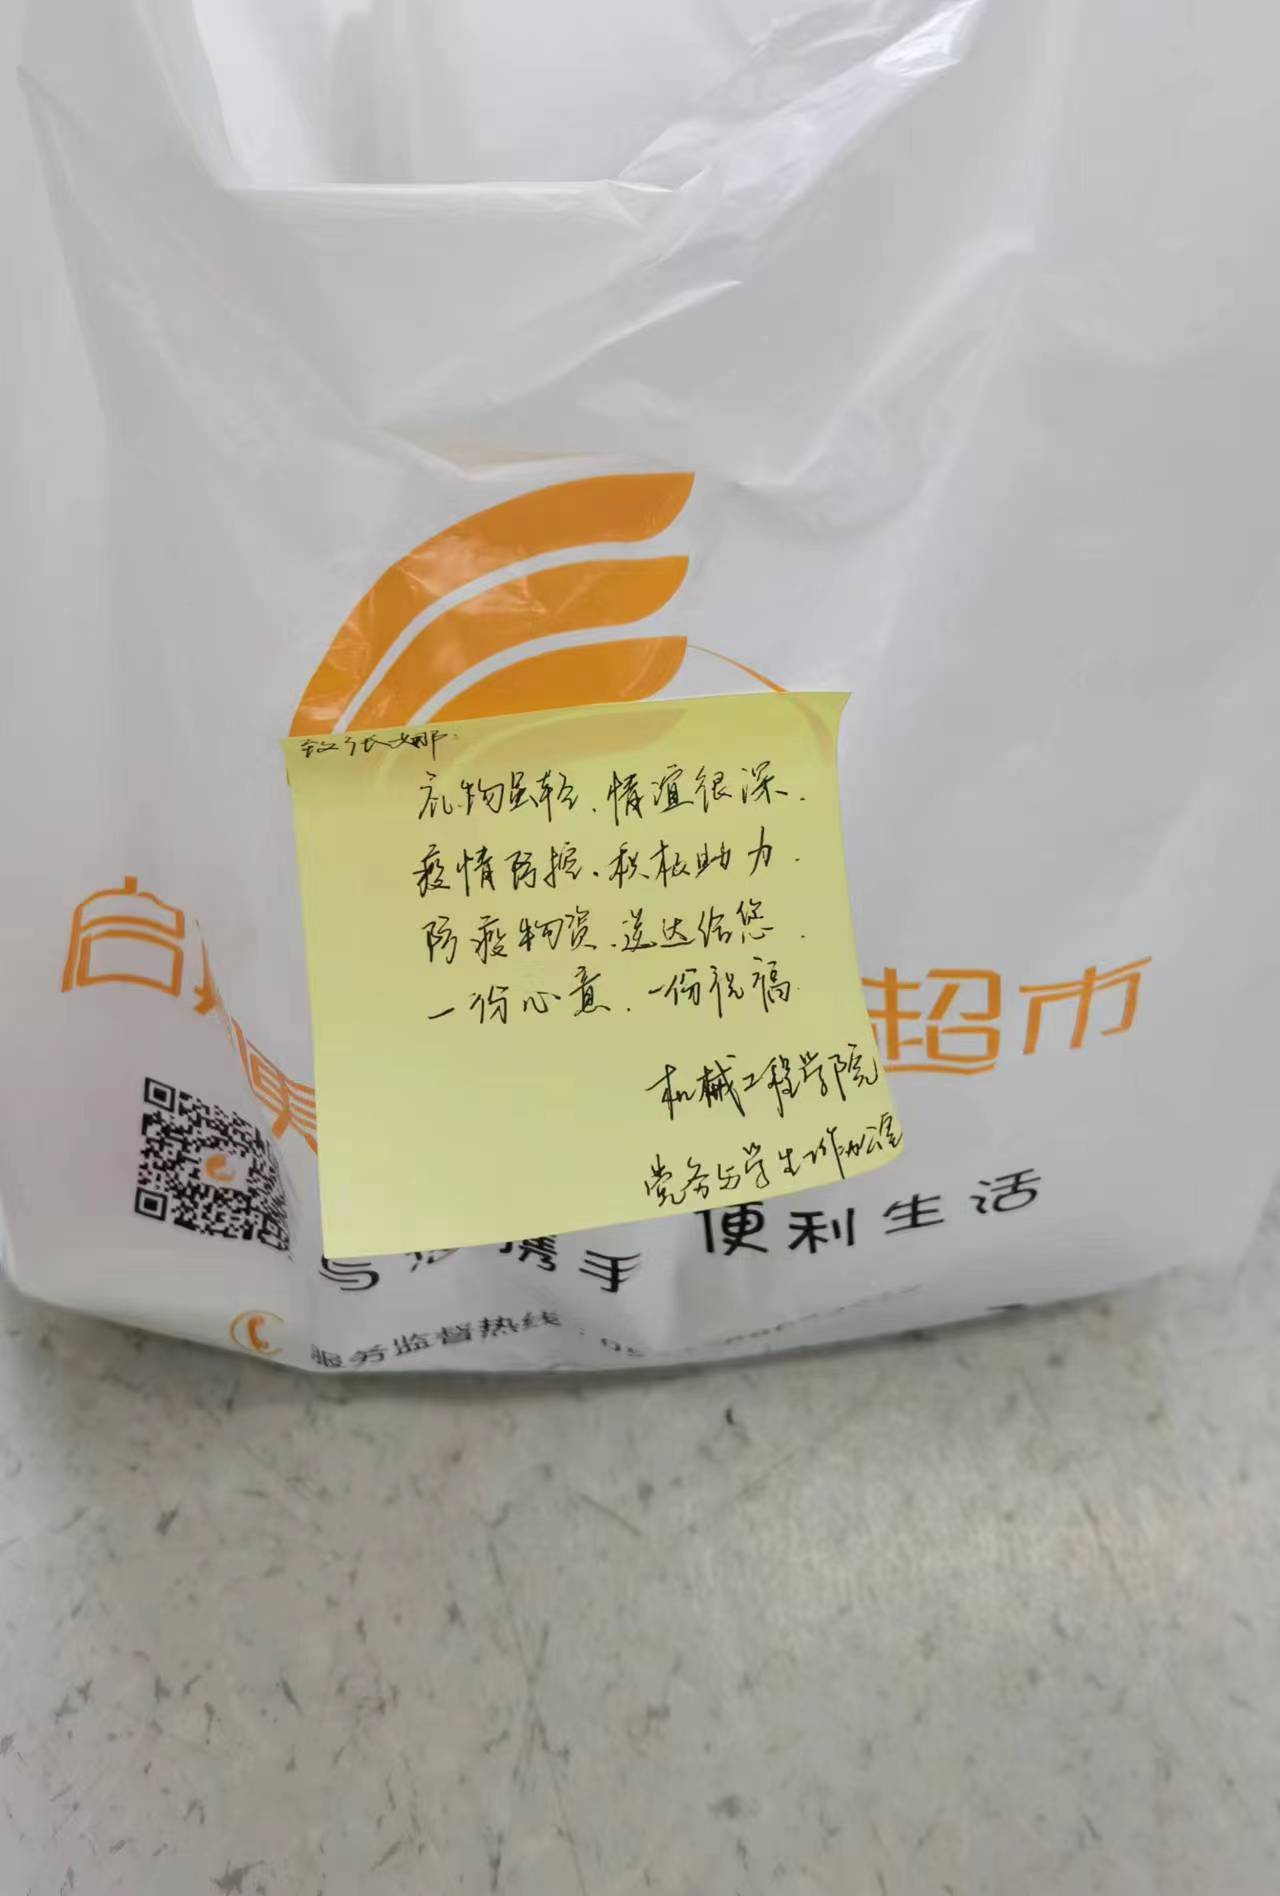 致张娜：
礼物虽轻、情谊很深.
疫情防控、积极助力.
防疫物资、送达给您.
一份心意、一份祝福.
机械工程学院
党务与学生工作办公室
超市
与您携手 便利生活
服务监督热线：